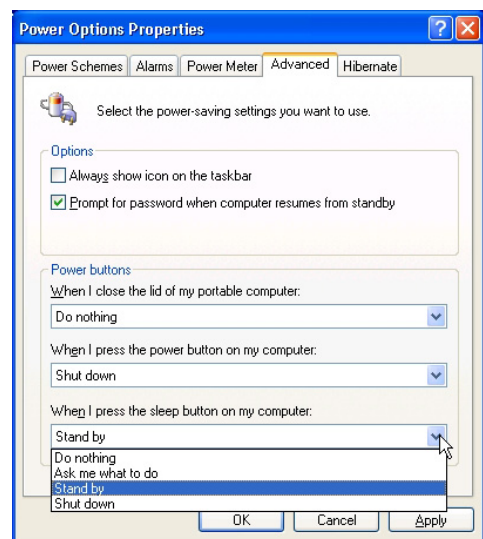 Power Options Properties
Power Schemes Alarms Power Meter Advanced Hibernate
Select the power-saving settings you want to use.
Options
Always show icon on the taskbar
Prompt for password when computer resumes from standby
Power buttons
When I close the lid of my portable computer:
Do nothing
When I press the power button on my computer:
Shut down
When I press the sleep button on my computer:
Stand by
Do nothing
Ask me what to do
Stand by
Shut down
OK Cancel Apply